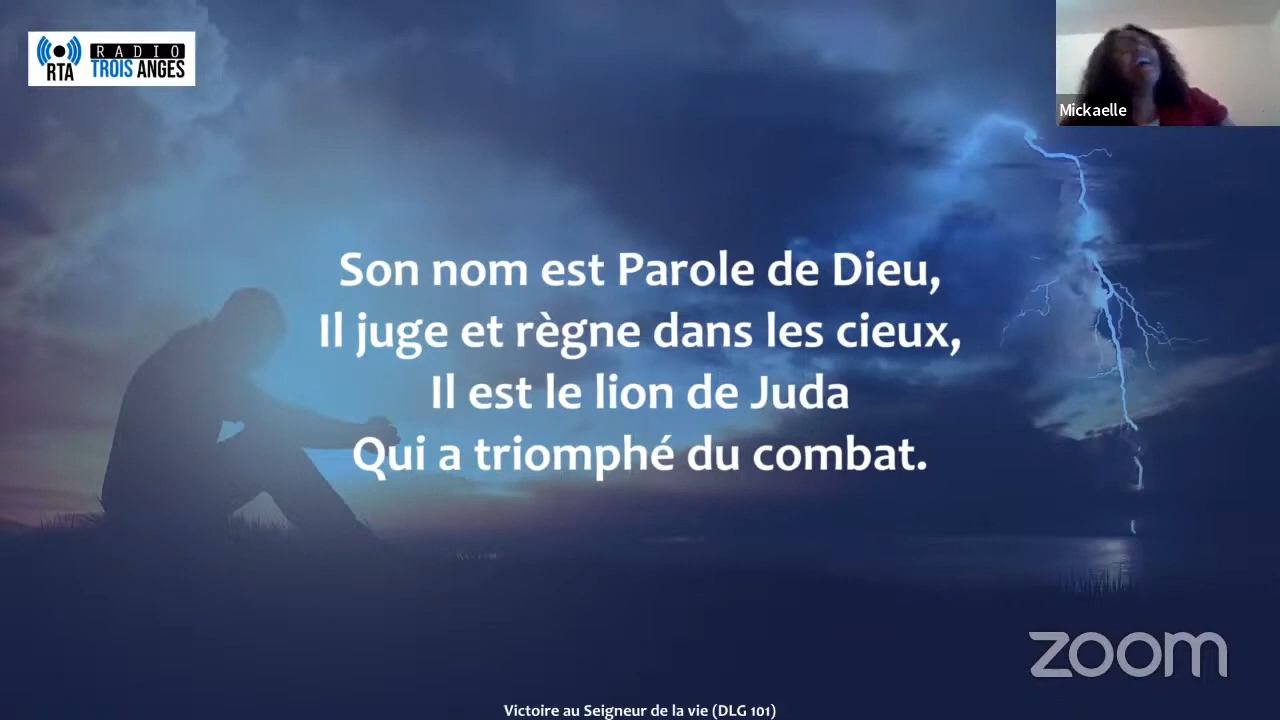 RTA
RADIO
TROIS ANGES
Mickaelle
Son nom est Parole de Dieu,
Il juge et règne dans les cieux,
Il est le lion de Juda
Qui a triomphé du combat.
zoom
Victoire au Seigneur de la vie (DLG 101)